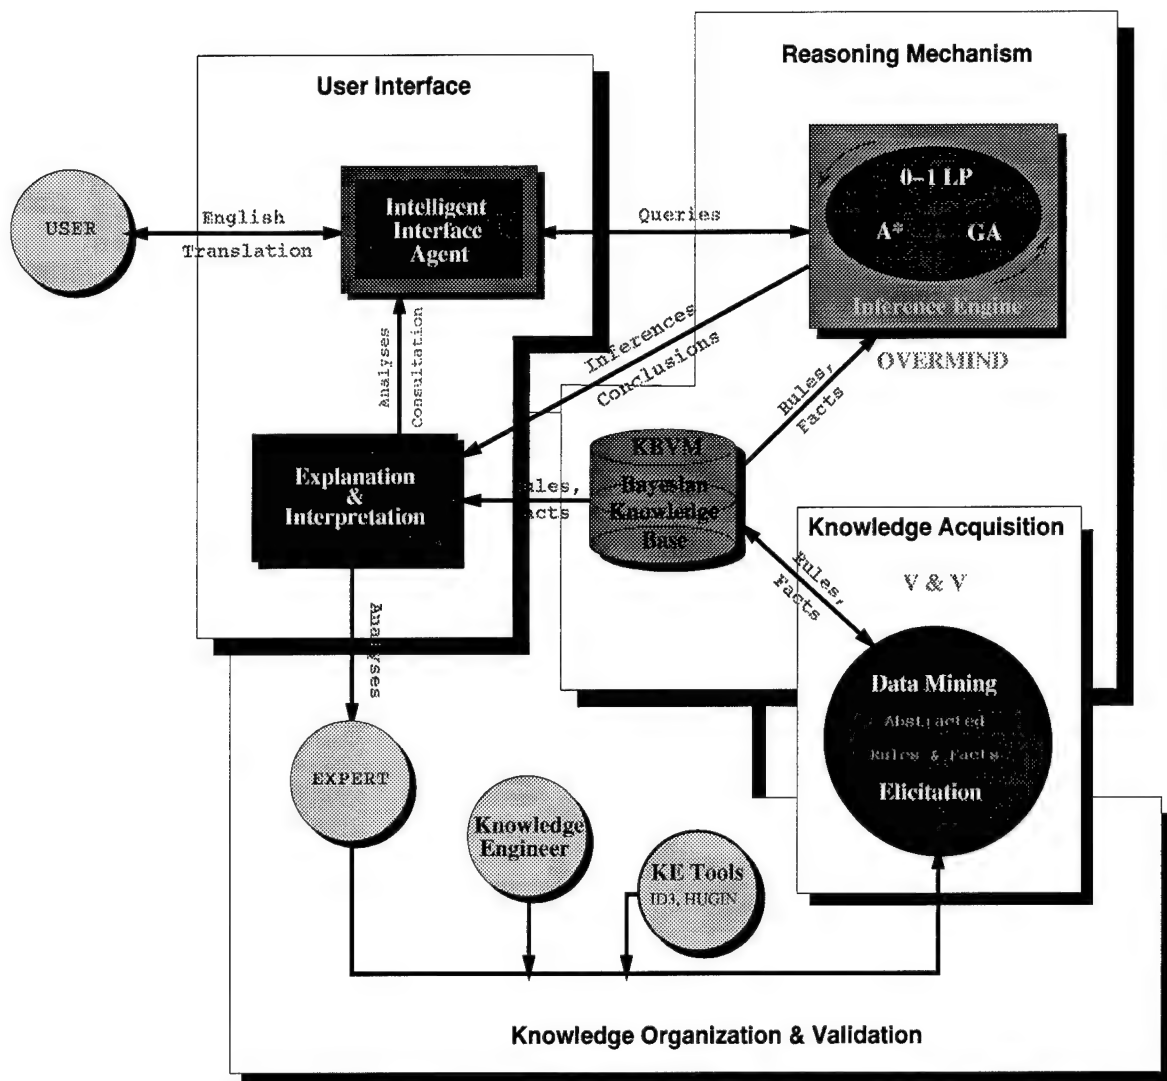 Reasoning Mechanism
User Interface
0-1 LP
A* GA
Inference Engine
OVERMIND
USER
English
Translation
Intelligent
Interface
Agent
Queries
Analyses
Consultation
Inferences
Conclusions
Rules,
Facts
Explanation
&
Interpretation
Rules,
Facts
KBVM
Bayesian
Knowledge
Base
Knowledge Acquisition
V & V
Rules,
Facts
Analyses
Data Mining
Abstracted
Rules & Facts
Elicitation
EXPERT
Knowledge
Engineer
KE Tools
ID3, HUGIN
Knowledge Organization & Validation